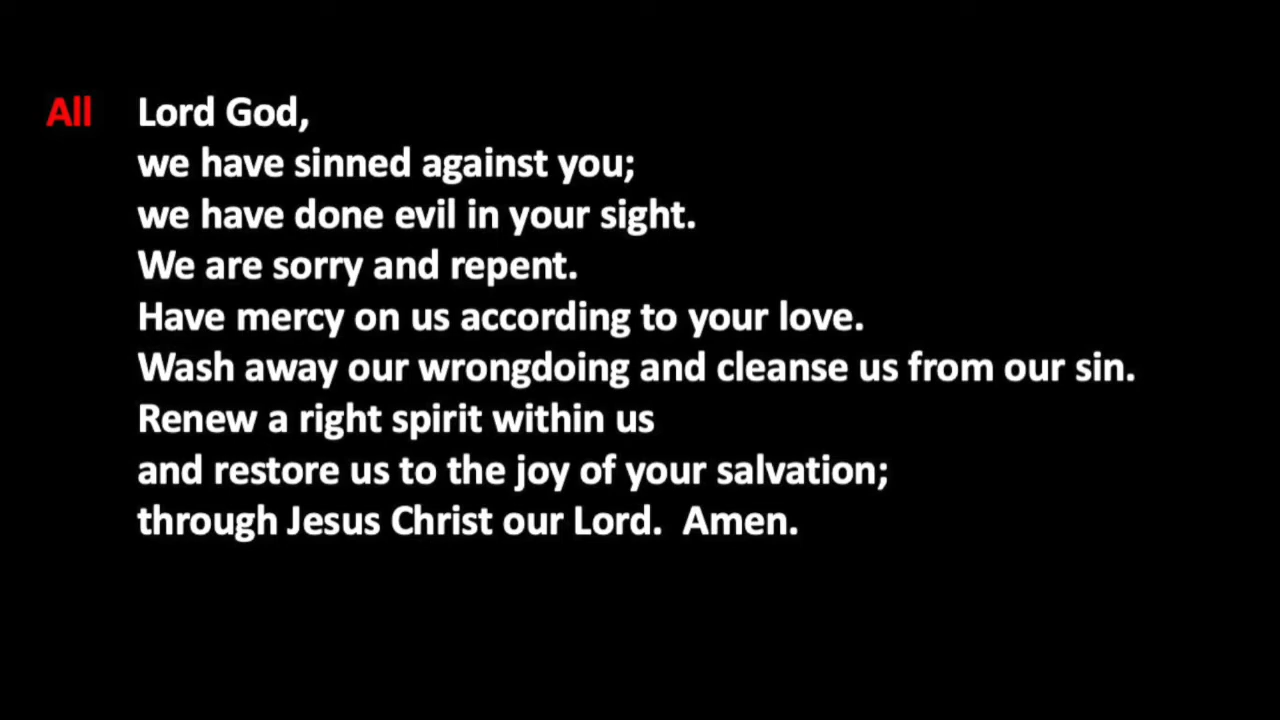 All Lord God,
we have sinned against you;
we have done evil in your sight.
We are sorry and repent.
Have mercy on us according to your love.
Wash away our wrongdoing and cleanse us from our sin.
Renew a right spirit within us
and restore us to the joy of your salvation;
through Jesus Christ our Lord.  Amen.